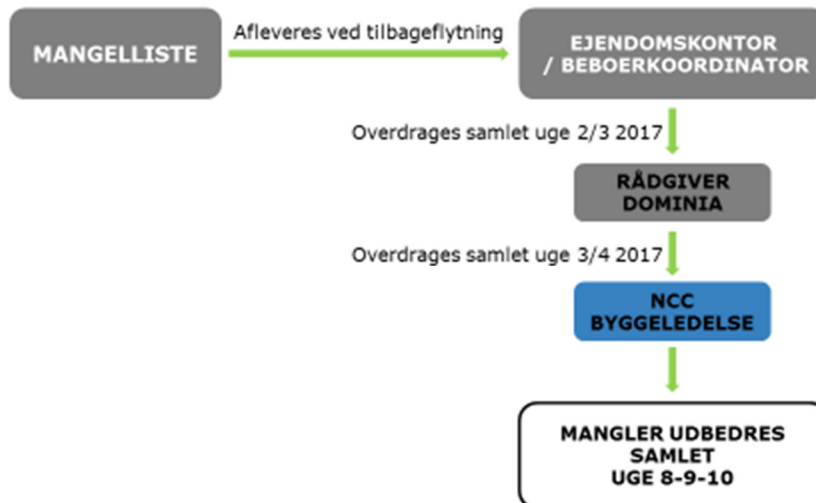 MANGELLISTE
Afleveres ved tilbageflytning
EJENDOMSKONTOR
/ BEBOERKOORDINATOR
Overdrages samlet uge 2/3 2017
RÅDGIVER
DOMINIA
Overdrages samlet uge 3/4 2017
NCC
BYGGELEDELSE
MANGLER UDBEDRES
SAMLET
UGE 8-9-10